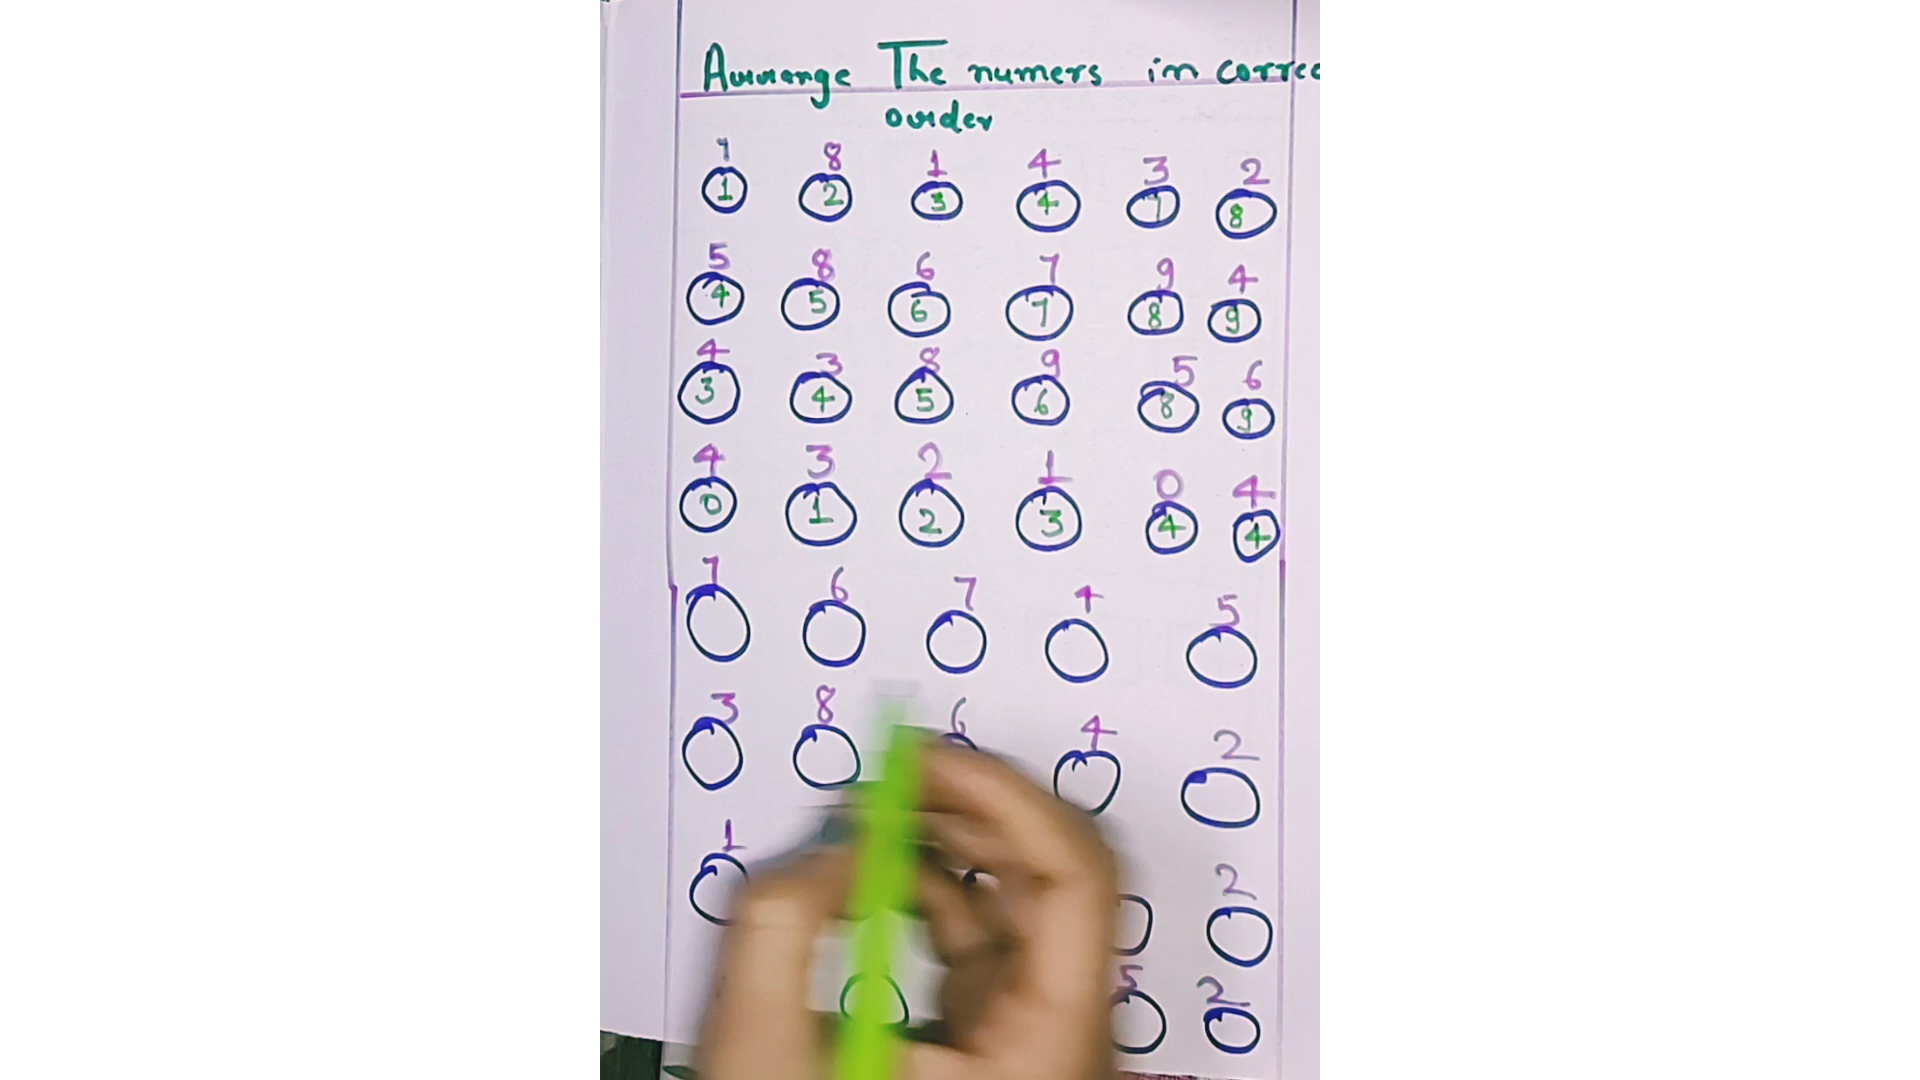 Arrange The numers in correc
order
7 8 1 4 3 2
1 2 3 4 7 8
5 8 6 7 9 4
4 5 6 7 8 9
4 3 8 9 5 6
3 4 5 6 8 9
4 3 2 1 0 4
0 1 2 3 4 4
7 6 7 4 5
3 8 6 4 2
1 2
5 2